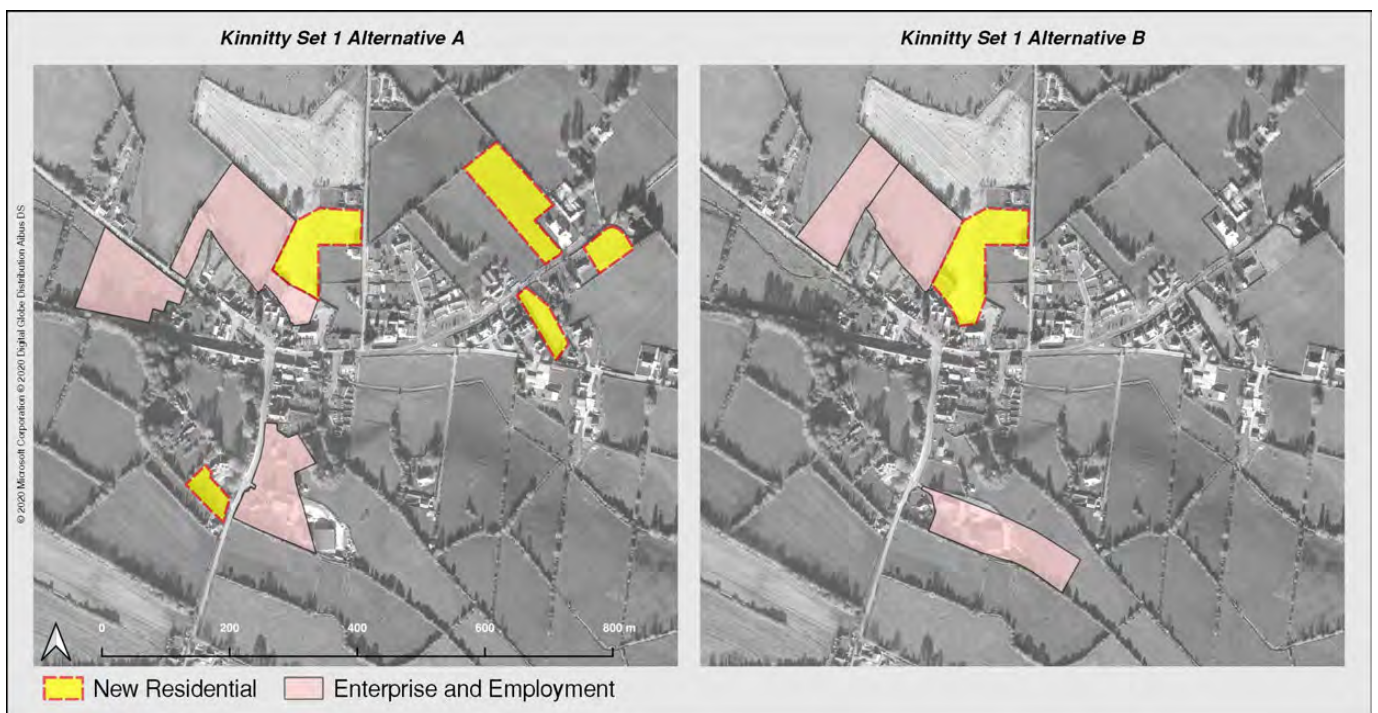 Kinnitty Set 1 Alternative A
Kinnitty Set 1 Alternative B
© 2020 Microsoft Corporation © 2020 Digital Globe Distribution Aibus DS
0 200 400 600 800 m
New Residential
Enterprise and Employment